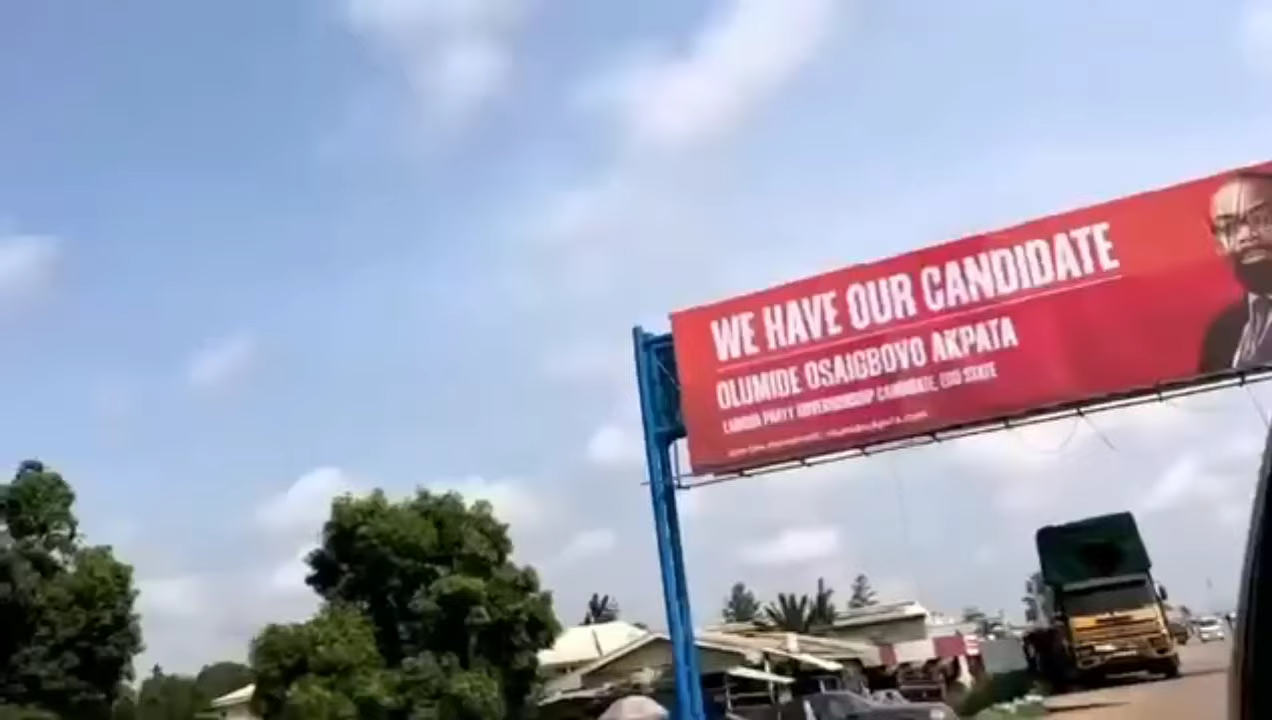 WE HAVE OUR CANDIDATE
OLUMIDE OSAIGBOVO AKPATA
LABOUR PARTY GOVERNORSHIP CANDIDATE, EDO STATE